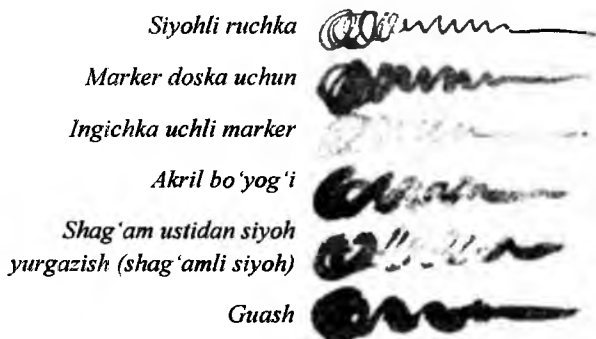 Siyohli ruchka
Marker doska uchun
Ingichka uchli marker
Akril bo‘yog‘i
Shag‘am ustidan siyoh
yurgazish (shag‘amli siyoh)
Guash